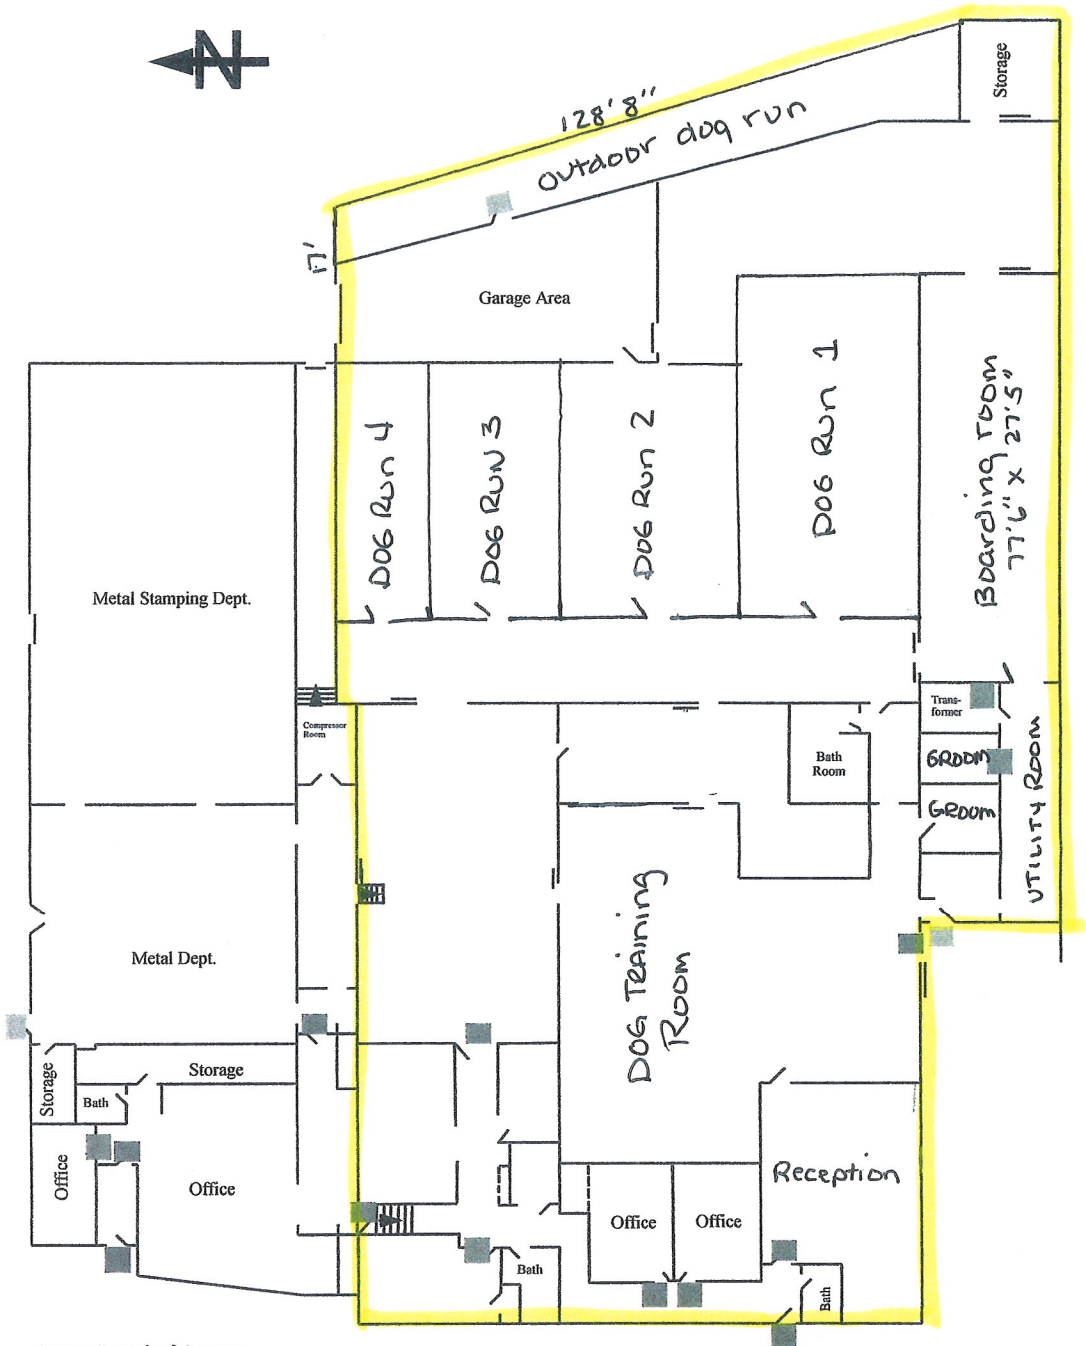 N
128'8"
outdoor dog run
Storage
17'
Garage Area
DOG Run 4
DOG RUN 3
DOG Run 2
DOG Run 1
Boarding room
77'6" x 27'5"
Metal Stamping Dept.
Compressor
Room
Trans-
former
Bath
Room
GROOM
GROOM
UTILITY ROOM
DOG TRAINING
ROOM
Metal Dept.
Storage
Storage
Bath
Office
Office
Reception
Office
Office
Bath
Bath